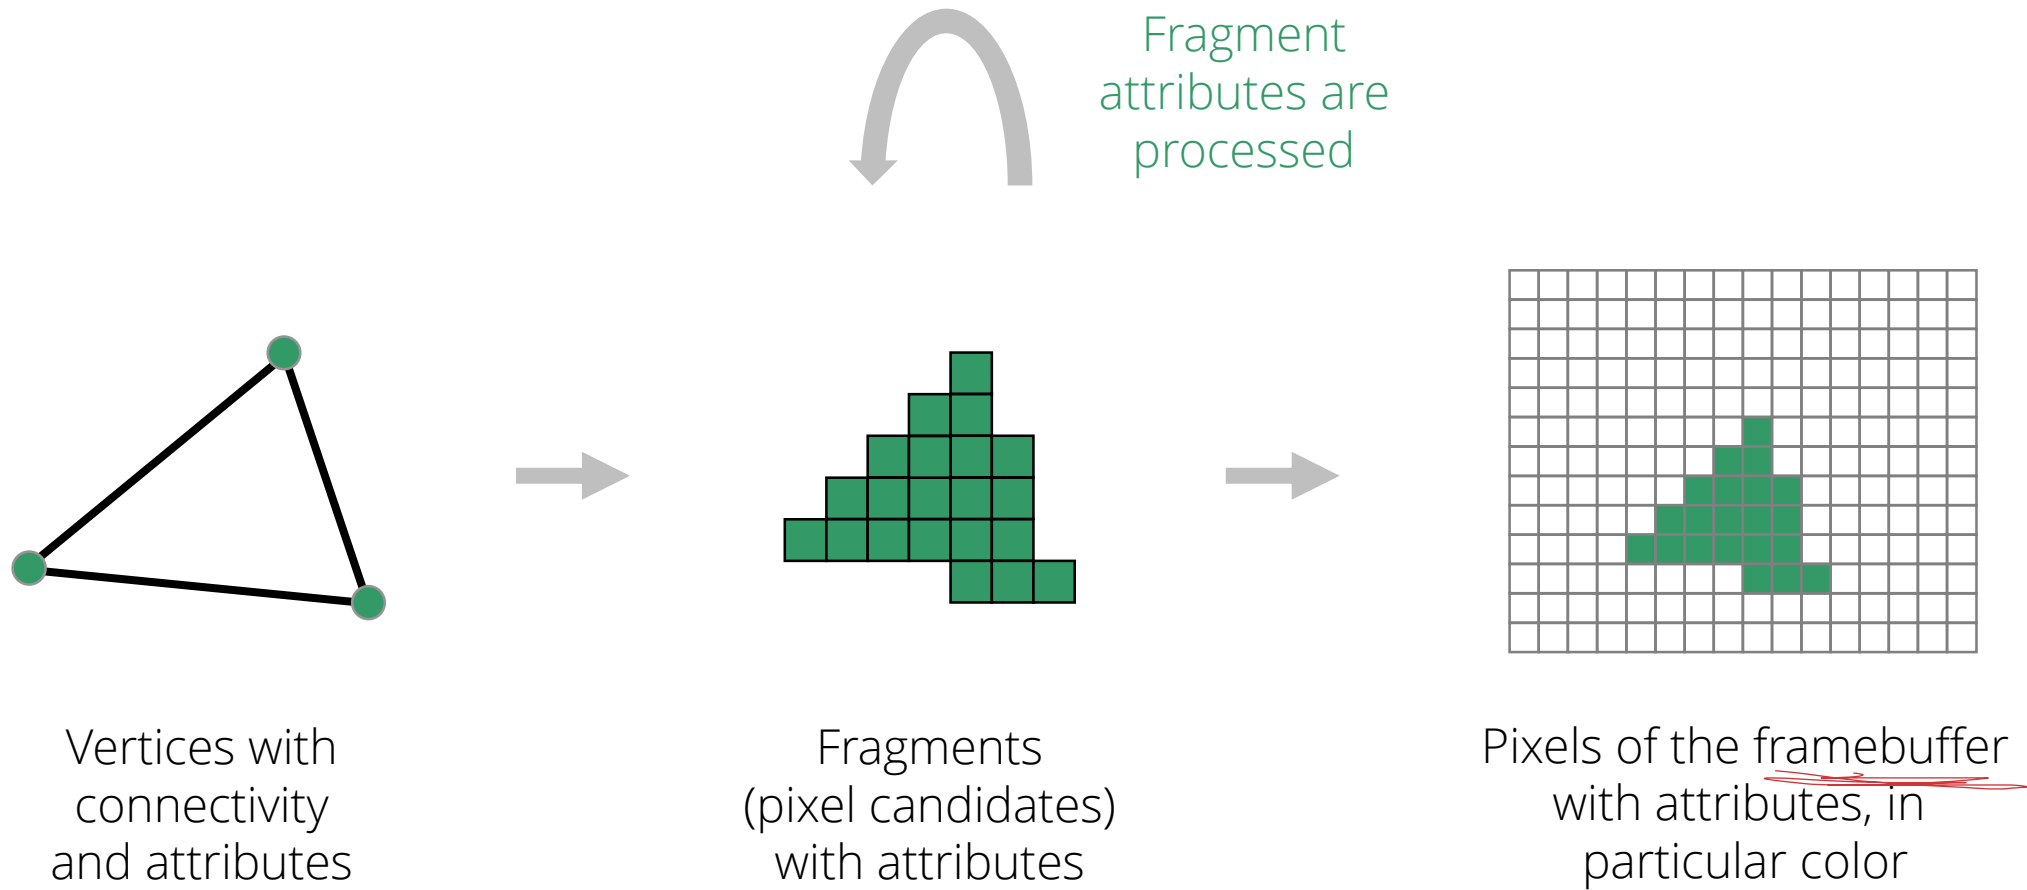 Fragment
attributes are
processed
Vertices with
connectivity
and attributes
Fragments
(pixel candidates)
with attributes
Pixels of the framebuffer
with attributes, in
particular color